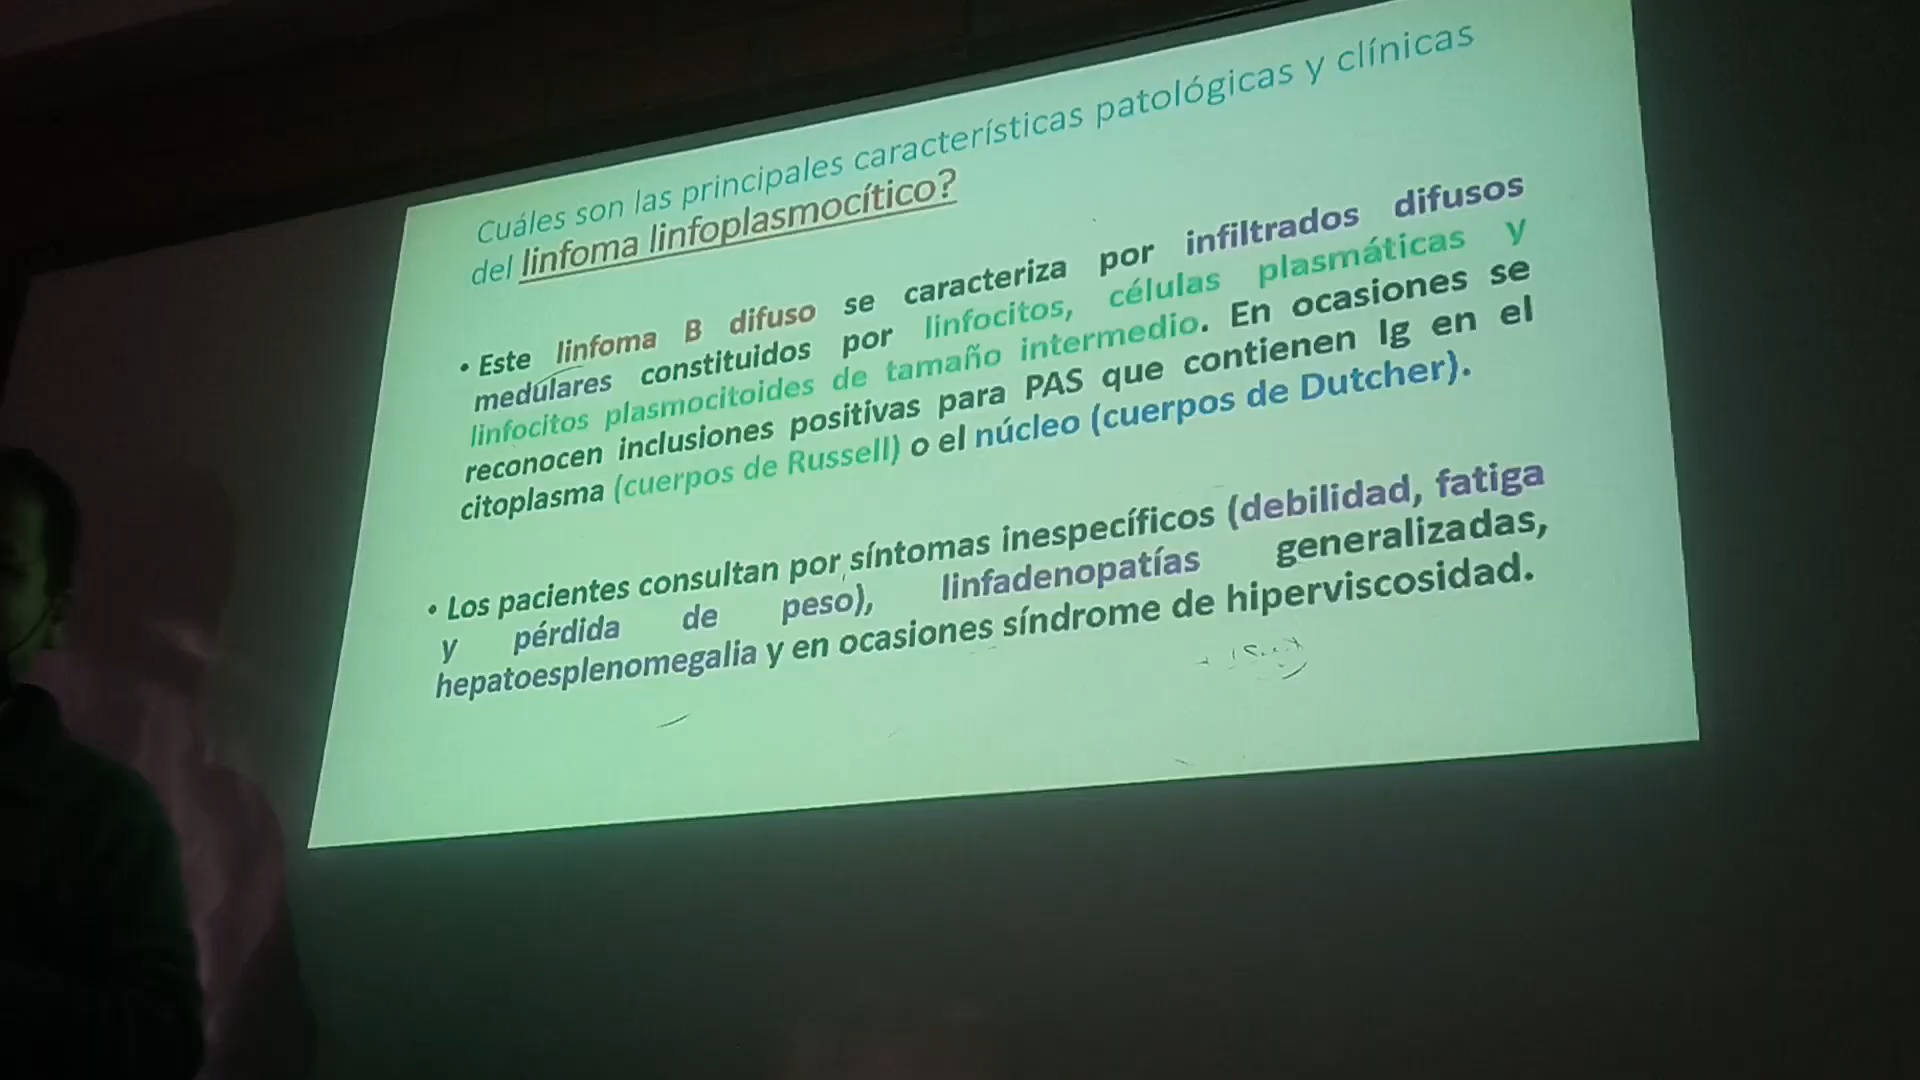 Cuáles son las principales características patológicas y clínicas
del linfoma linfoplasmocítico?
• Este linfoma B difuso se caracteriza por infiltrados difusos
medulares constituidos por linfocitos, células plasmáticas y
linfocitos plasmocitoides de tamaño intermedio. En ocasiones se
reconocen inclusiones positivas para PAS que contienen Ig en el
citoplasma (cuerpos de Russell) o el núcleo (cuerpos de Dutcher).
• Los pacientes consultan por síntomas inespecíficos (debilidad, fatiga
y pérdida de peso), linfadenopatías generalizadas,
hepatoesplenomegalia y en ocasiones síndrome de hiperviscosidad.